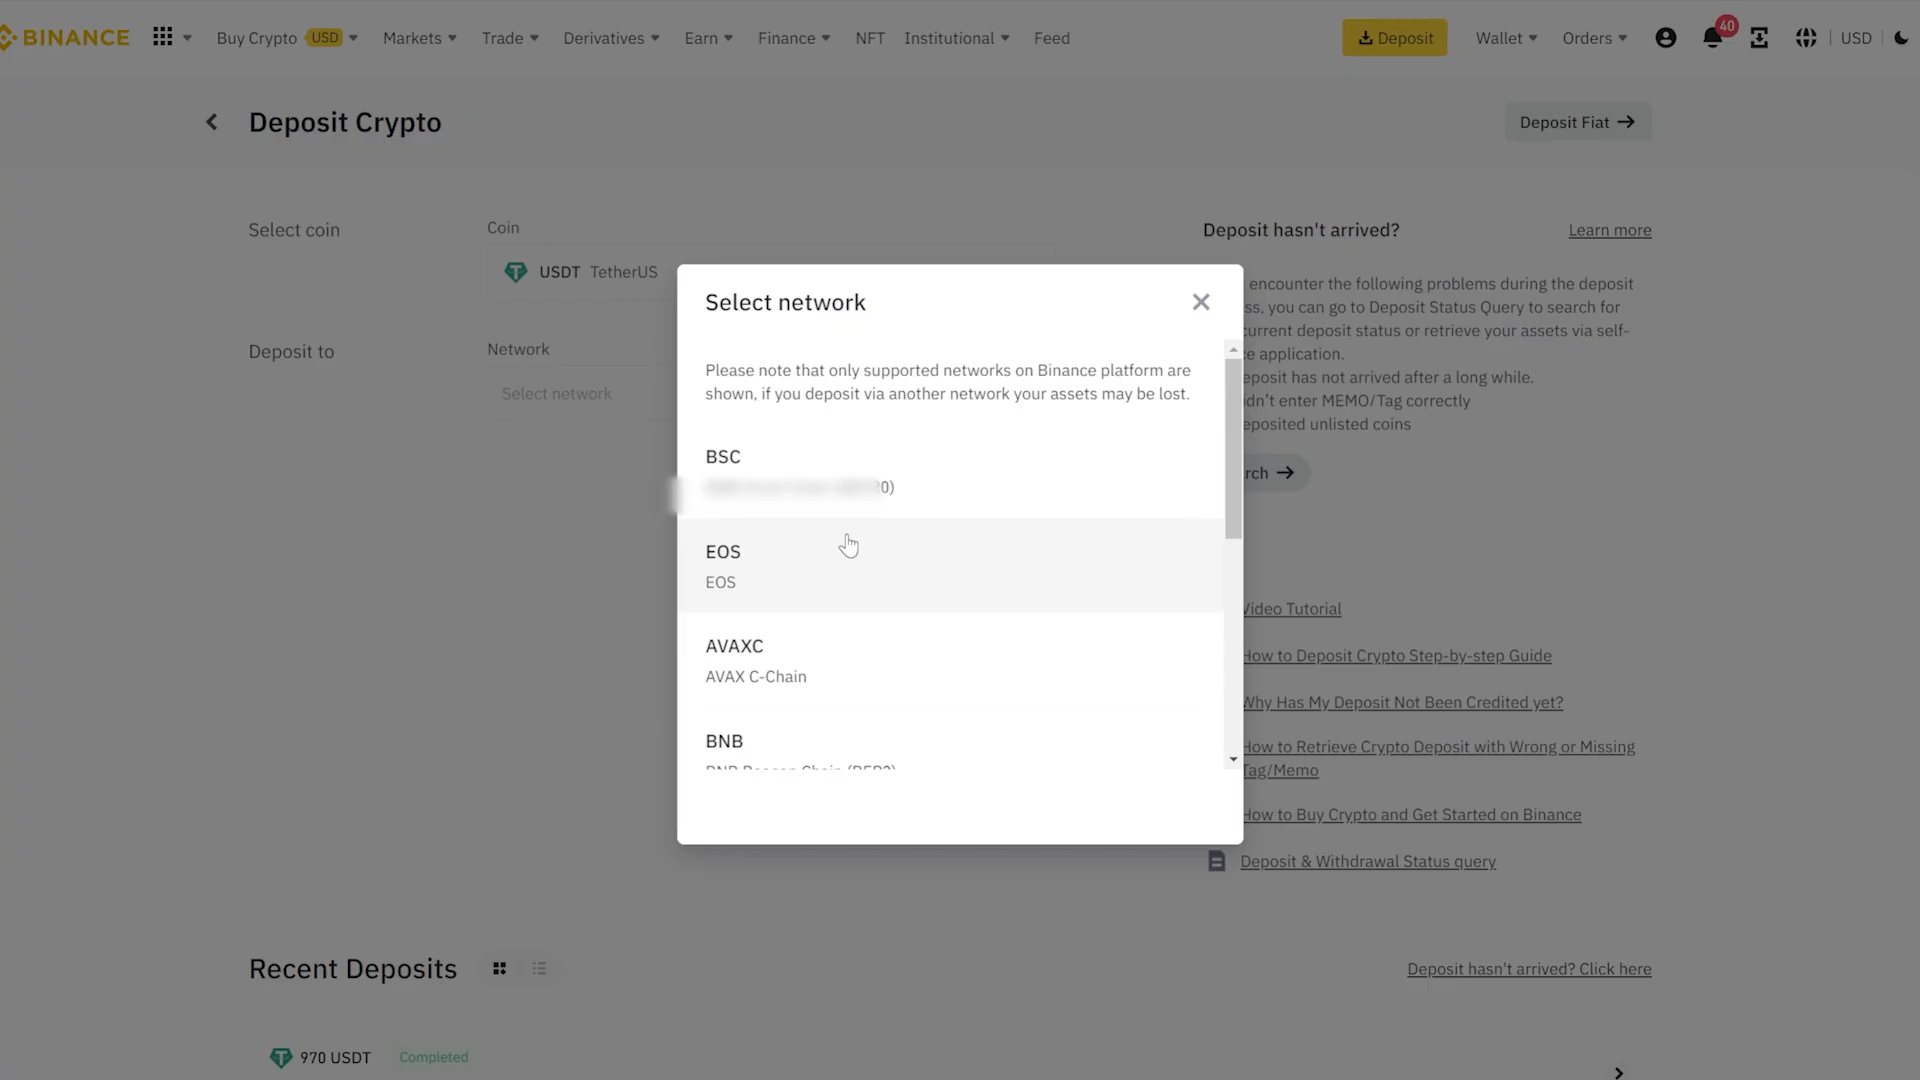 BINANCE
Buy Crypto USD
Markets
Trade
Derivatives
Earn
Finance
NFT
Institutional
Feed
Deposit
Wallet
Orders
40
USD
Deposit Crypto
Deposit Fiat
Select coin
Coin
USDT TetherUS
Deposit to
Network
Select network
Deposit hasn't arrived?
Learn more
encounter the following problems during the deposit
ss, you can go to Deposit Status Query to search for
current deposit status or retrieve your assets via self-
e application.
eposit has not arrived after a long while.
dn't enter MEMO/Tag correctly
eposited unlisted coins
rch
Select network
Please note that only supported networks on Binance platform are
shown, if you deposit via another network your assets may be lost.
BSC
0)
EOS
EOS
AVAXC
AVAX C-Chain
BNB
BNB Beacon Chain (BEP2)
Video Tutorial
How to Deposit Crypto Step-by-step Guide
Why Has My Deposit Not Been Credited yet?
How to Retrieve Crypto Deposit with Wrong or Missing
Tag/Memo
How to Buy Crypto and Get Started on Binance
Deposit & Withdrawal Status query
Recent Deposits
Deposit hasn't arrived? Click here
970 USDT
Completed